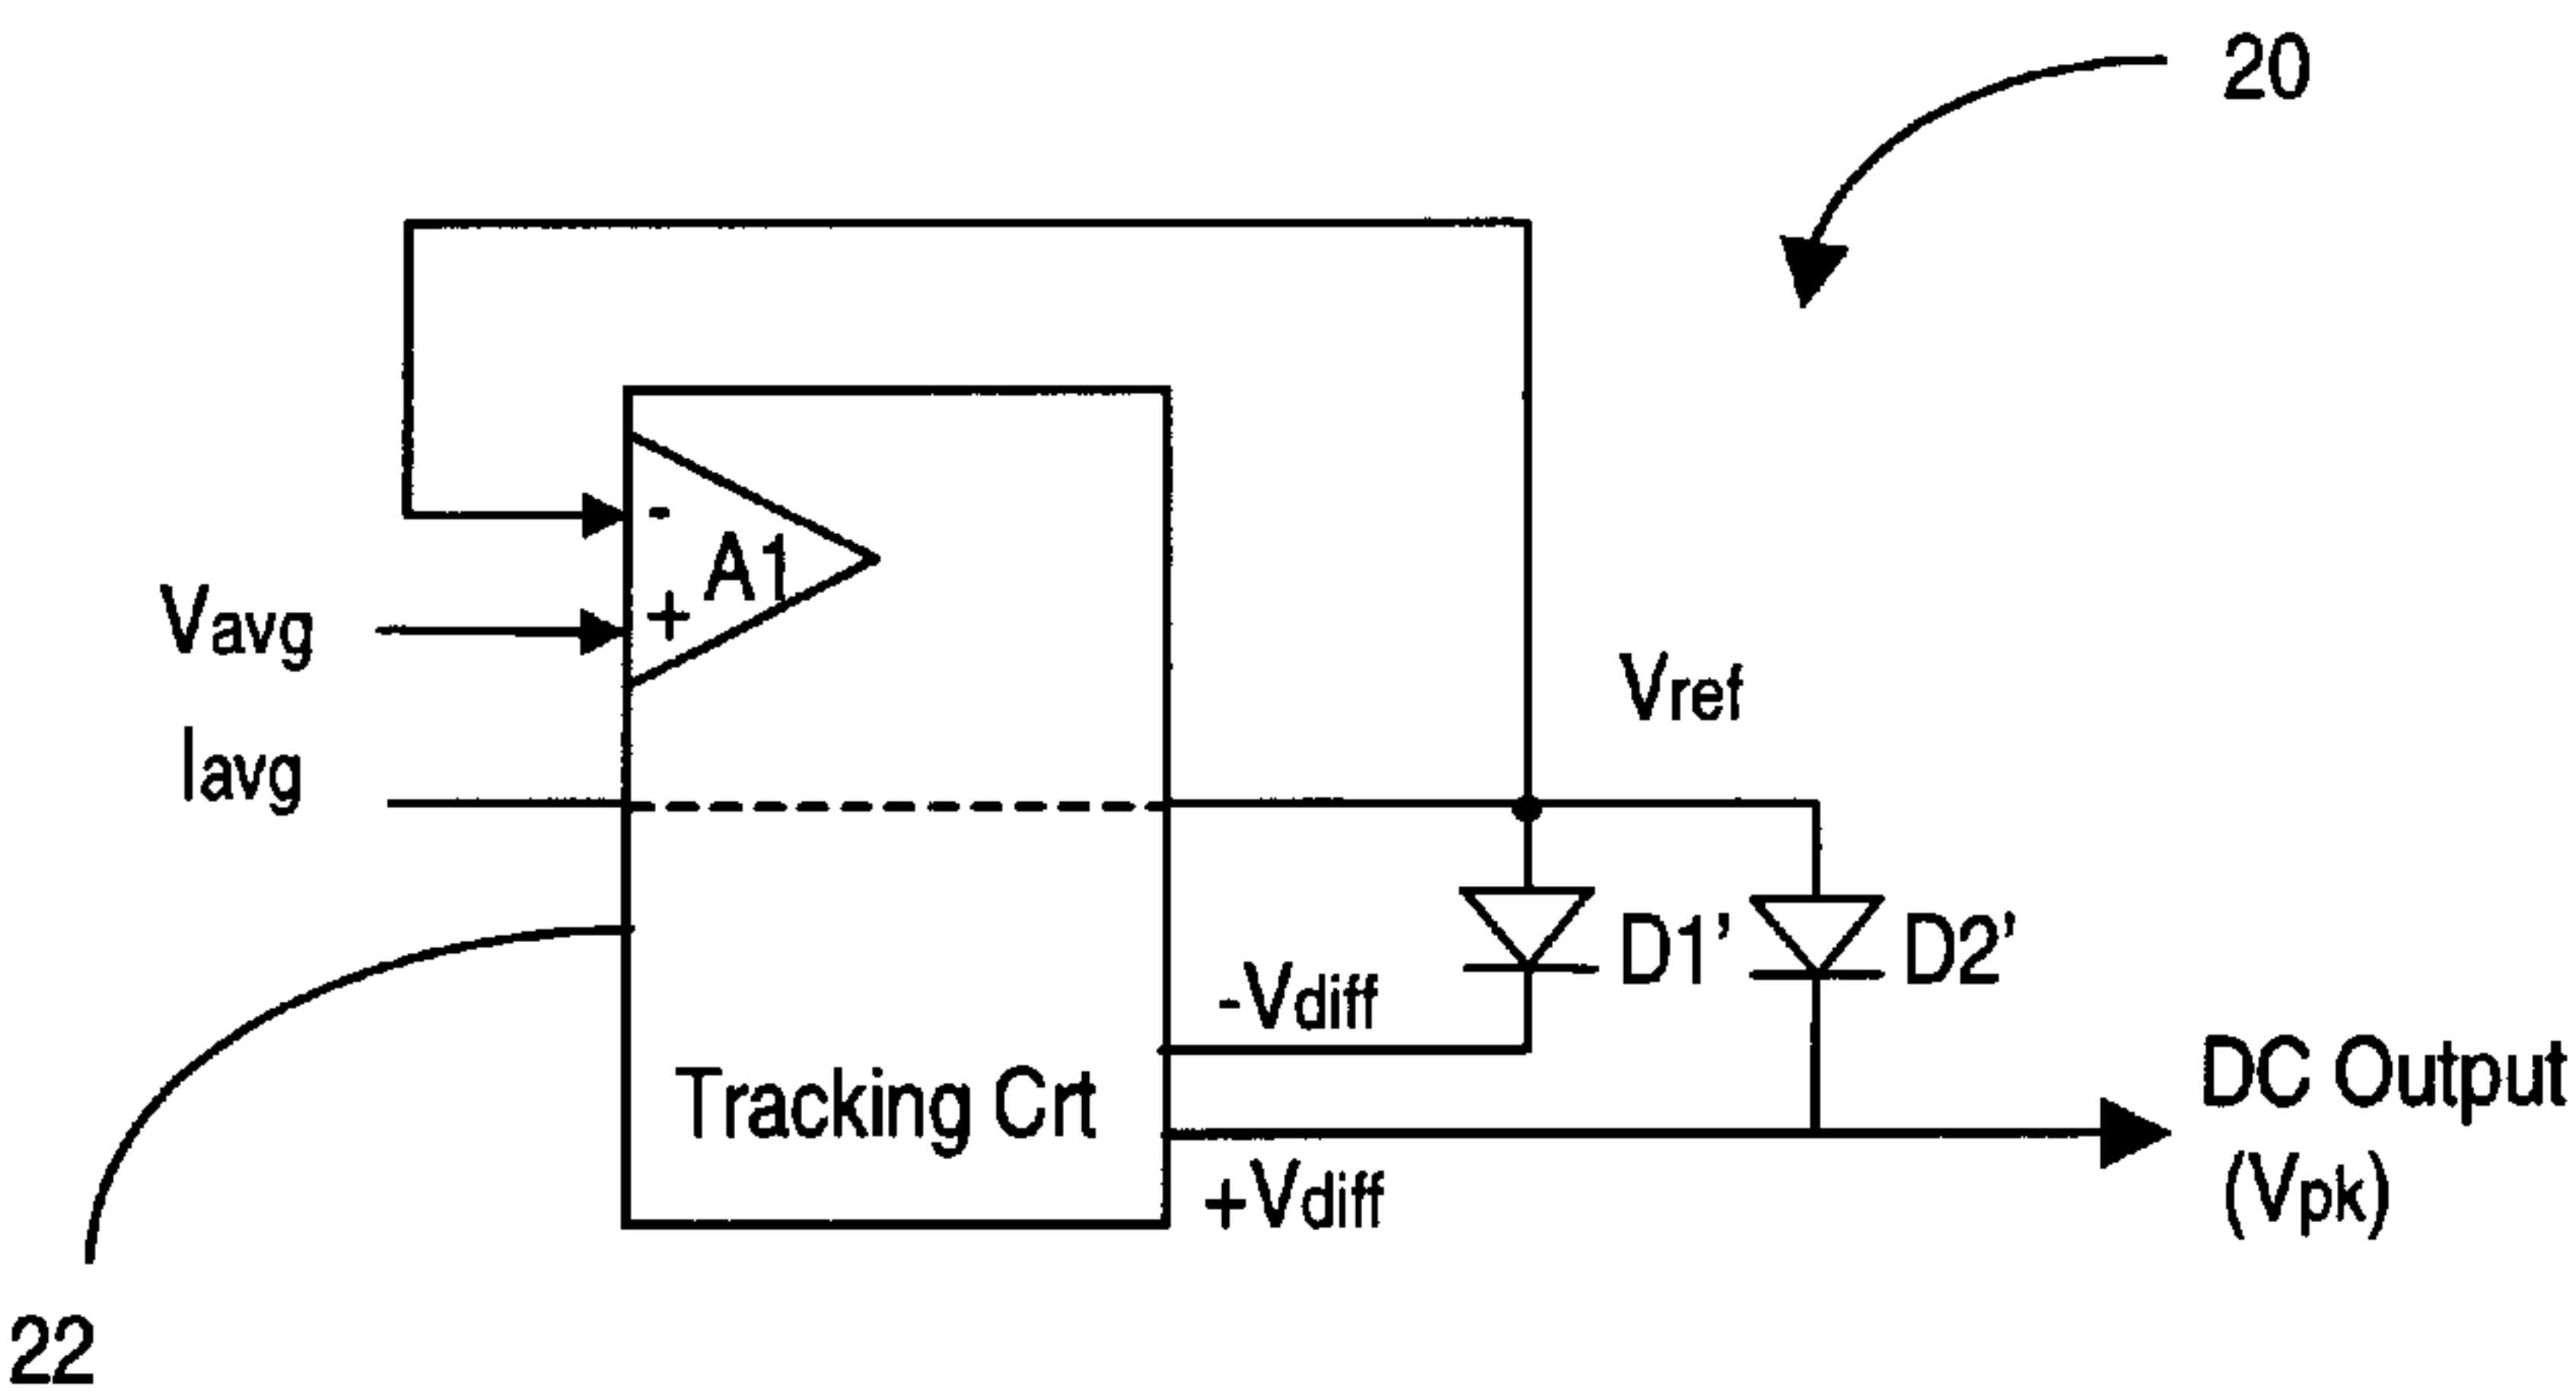 20
-
A1
+
Vavg
Iavg
Vref
D1’
D2’
-Vdiff
Tracking Crt
+Vdiff
DC Output
(Vpk)
22